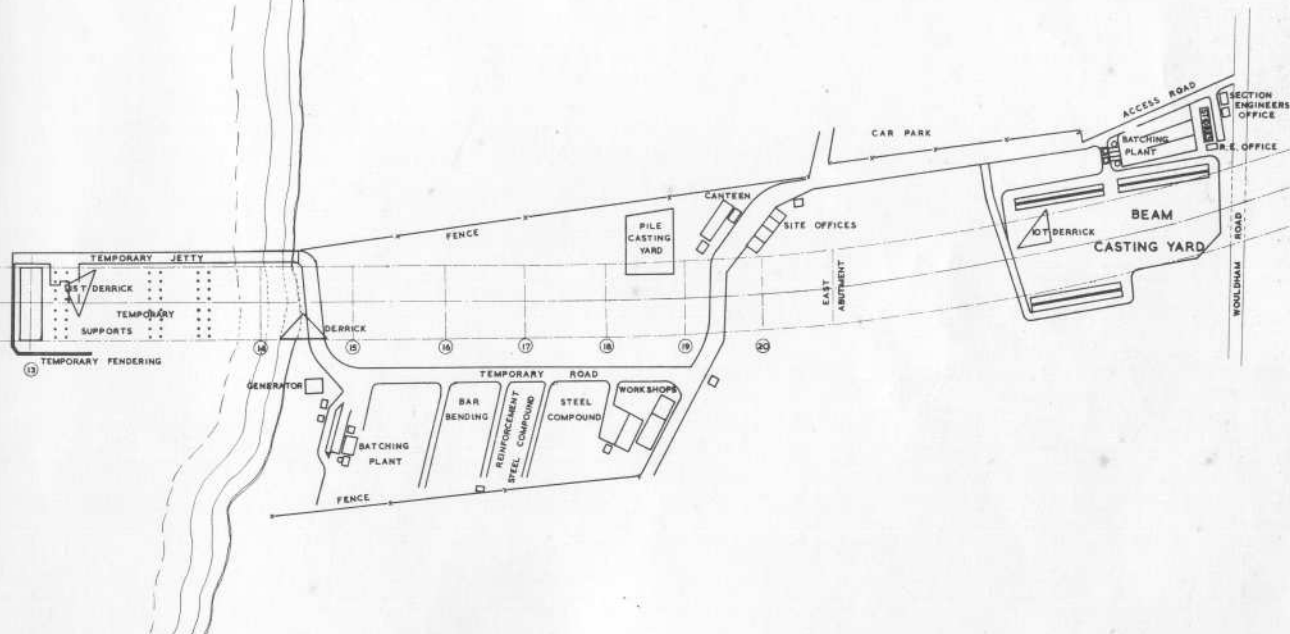 ACCESS ROAD
SECTION
ENGINEERS
OFFICE
CAR PARK
BATCHING
PLANT
R.E. OFFICE
CANTEEN
SITE OFFICES
PILE
CASTING
YARD
FENCE
BEAM
CASTING YARD
10T DERRICK
WOULDHAM ROAD
TEMPORARY JETTY
DERRICK
TEMPORARY
SUPPORTS
TEMPORARY FENDERING
EAST
ABUTMENT
DERRICK
13
14
15
16
17
18
19
20
TEMPORARY ROAD
GENERATOR
BAR
BENDING
REINFORCEMENT
STEEL COMPOUND
STEEL
COMPOUND
WORKSHOPS
BATCHING
PLANT
FENCE